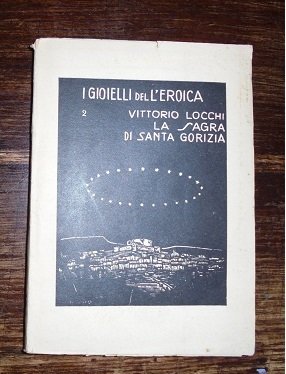 I GIOIELLI DEL L'EROICA
2 VITTORIO LOCCHI
LA SAGRA
DI SANTA GORIZIA